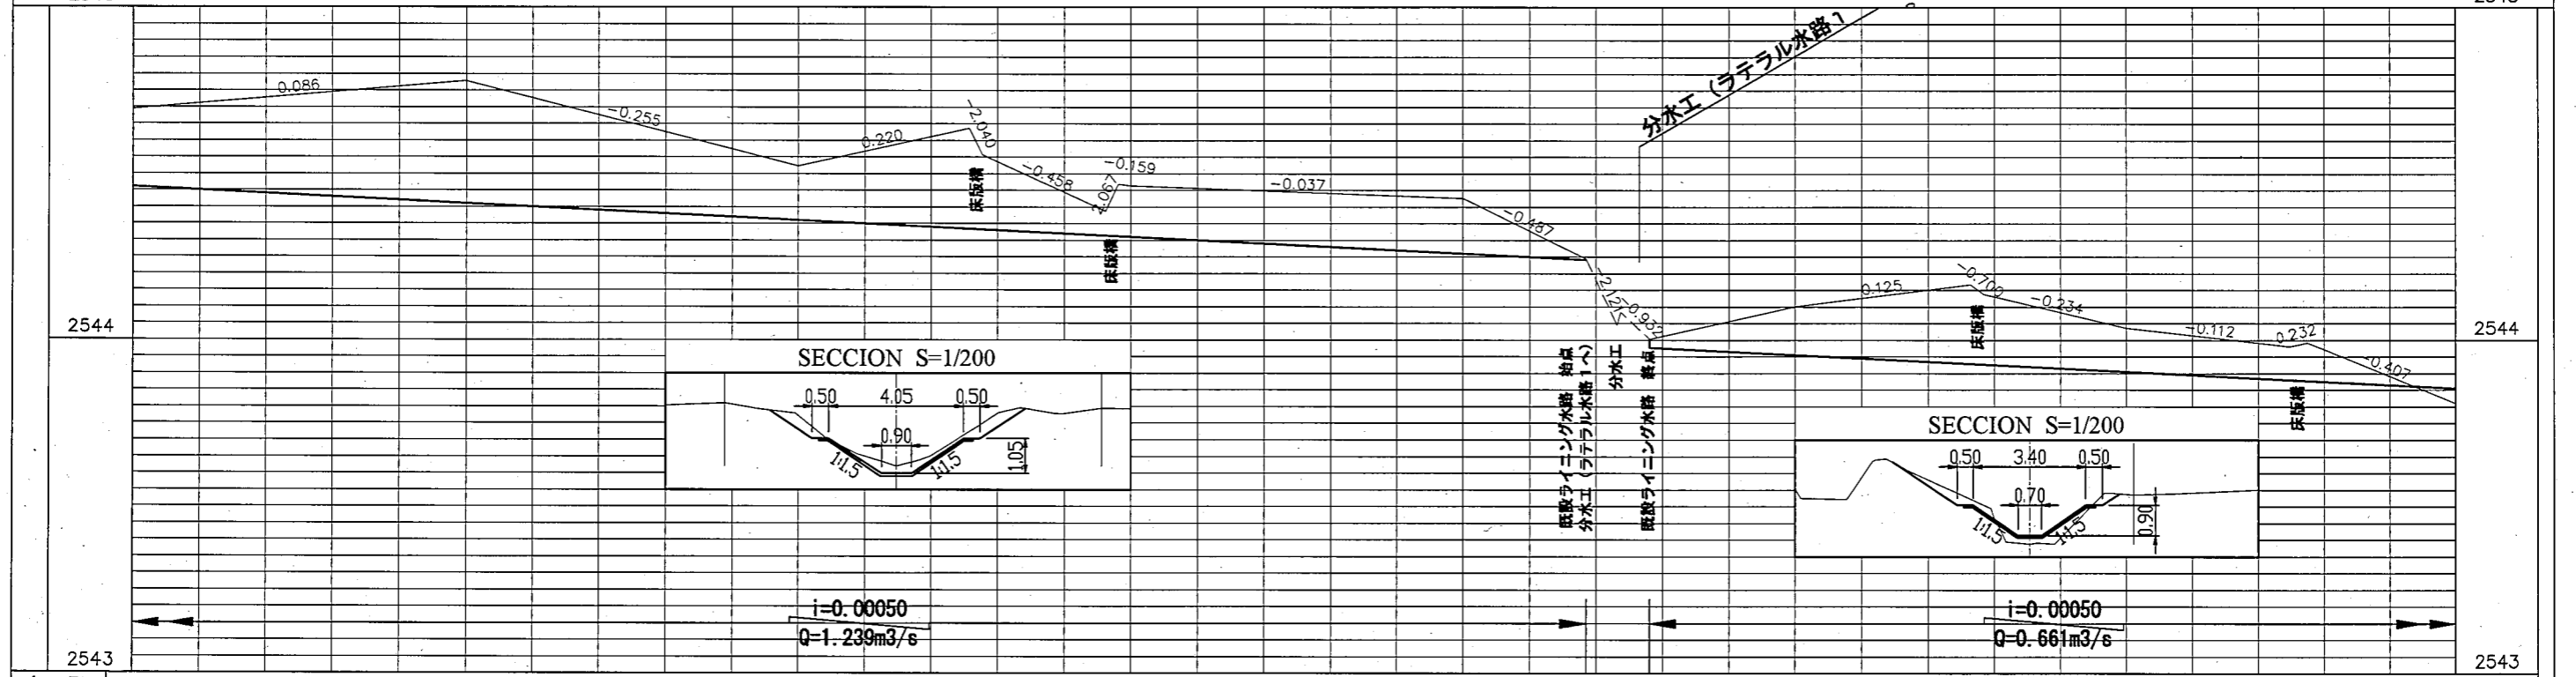 分水工（ラテラル水路1
0.086
-0.255
0.220
-2.040
-0.458
2.067
-0.159
-0.037
-0.487
-2.121
-0.932
0.125
-0.700
-0.234
-0.112
0.232
-0.407
床版橋
床版橋
床版橋
床版橋
2544
2544
既設ライニング水路 始点
分水工（ラテラル水路1へ）
分水工
既設ライニング水路 終点
SECCION S=1/200
0.50 4.05 0.50
0.90
1:1.5 1:1.5
1.05
SECCION S=1/200
0.50 3.40 0.50
0.70
1:1.5 1:1.5
0.90
i=0.00050
Q=1.239m3/s
i=0.00050
Q=0.661m3/s
2543
2543